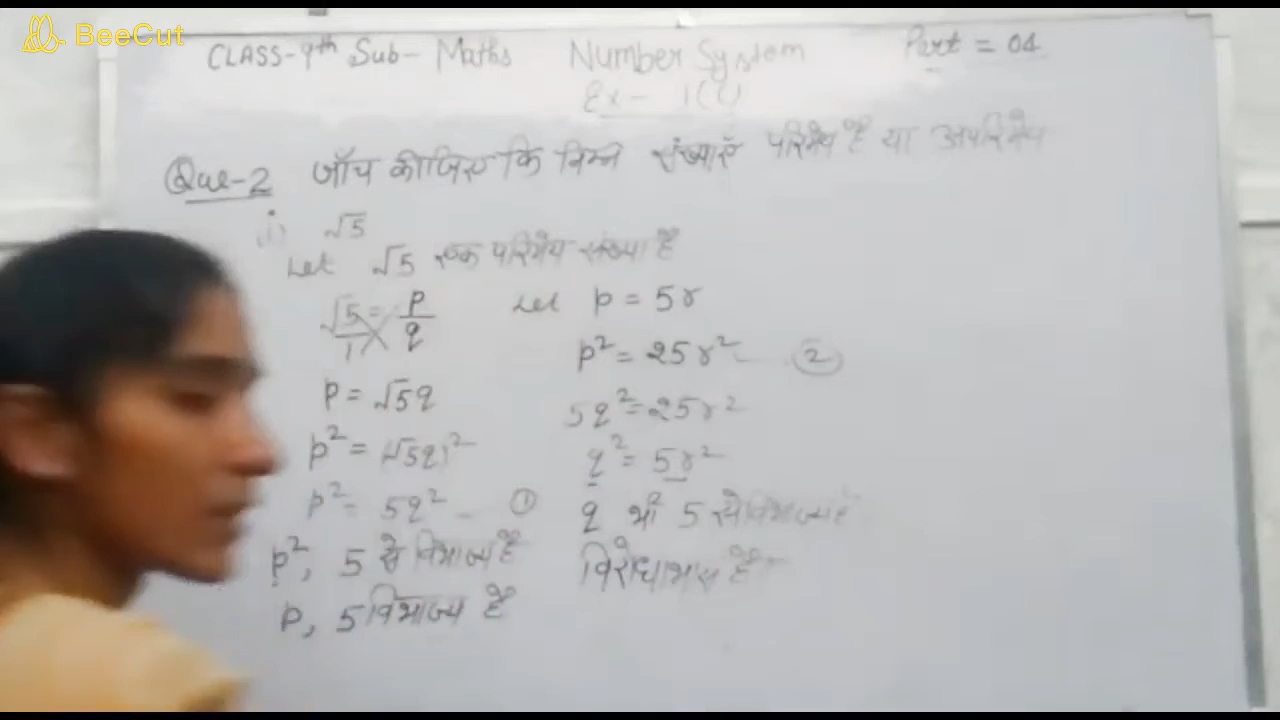 BeeCut
CLASS-9th Sub- Maths Number System Part = 04
Ex- 1(C)
Que-2 जाँच कीजिए कि निम्न संख्याएँ परिमेय है या अपरिमेय
(i) √5
Let √5 एक परिमेय संख्या है
√5/1 = p/q
p = √5q
p² = (√5q)²
p² = 5q² -- ①
p², 5 से विभाज्य है
p, 5 विभाज्य है
Let p = 5r
p² = 25r² -- ②
5q² = 25r²
q² = 5r²
q भी 5 से विभाज्य है
विरोधाभास है